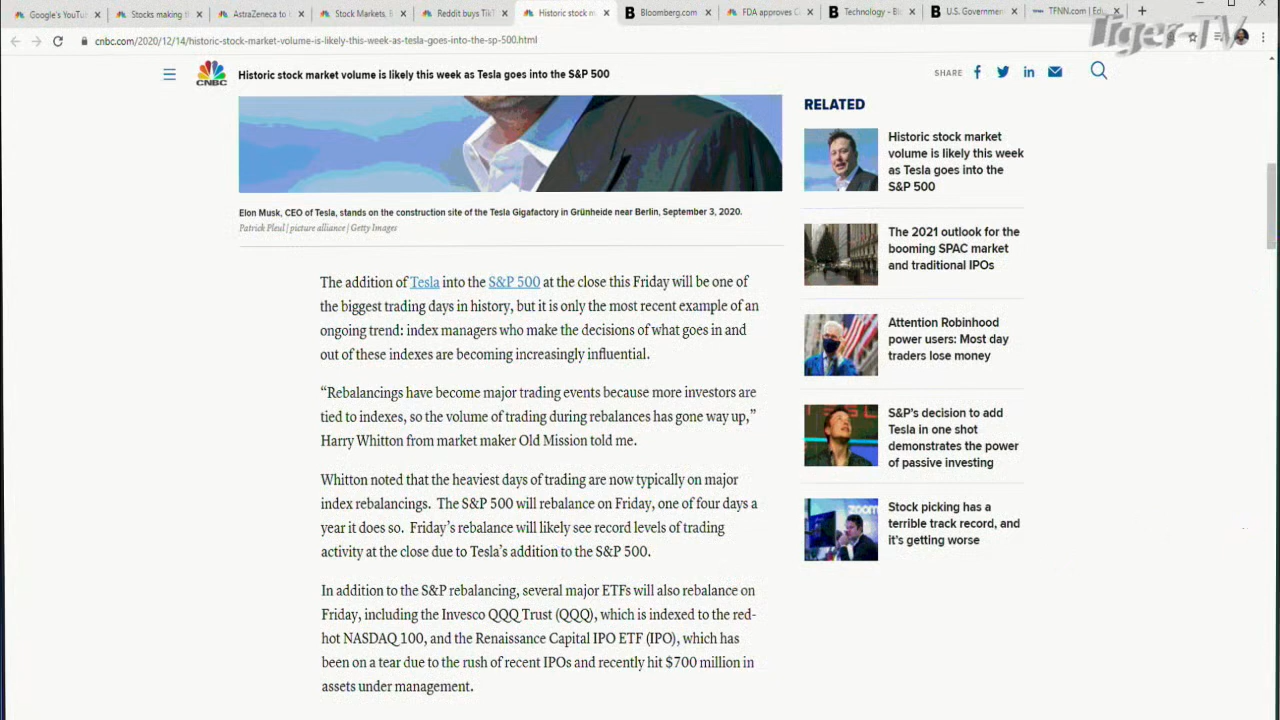 Google's YouTu
Stocks making t
AstraZeneca to
Stock Markets, B
Reddit buys TikT
Historic stock m
Bloomberg.com
FDA approves C
Technology - Bl
U.S. Governmen
TFNN.com | Edu
Tiger-TV
cnbc.com/2020/12/14/historic-stock-market-volume-is-likely-this-week-as-tesla-goes-into-the-sp-500.html
CNBC
Historic stock market volume is likely this week as Tesla goes into the S&P 500
SHARE
Elon Musk, CEO of Tesla, stands on the construction site of the Tesla Gigafactory in Grünheide near Berlin, September 3, 2020.
Patrick Pleul | picture alliance | Getty Images
The addition of Tesla into the S&P 500 at the close this Friday will be one of
the biggest trading days in history, but it is only the most recent example of an
ongoing trend: index managers who make the decisions of what goes in and
out of these indexes are becoming increasingly influential.
“Rebalancings have become major trading events because more investors are
tied to indexes, so the volume of trading during rebalances has gone way up,”
Harry Whitton from market maker Old Mission told me.
Whitton noted that the heaviest days of trading are now typically on major
index rebalancings. The S&P 500 will rebalance on Friday, one of four days a
year it does so. Friday’s rebalance will likely see record levels of trading
activity at the close due to Tesla’s addition to the S&P 500.
In addition to the S&P rebalancing, several major ETFs will also rebalance on
Friday, including the Invesco QQQ Trust (QQQ), which is indexed to the red-
hot NASDAQ 100, and the Renaissance Capital IPO ETF (IPO), which has
been on a tear due to the rush of recent IPOs and recently hit $700 million in
assets under management.
RELATED
Historic stock market
volume is likely this week
as Tesla goes into the
S&P 500
The 2021 outlook for the
booming SPAC market
and traditional IPOs
Attention Robinhood
power users: Most day
traders lose money
S&P’s decision to add
Tesla in one shot
demonstrates the power
of passive investing
zoom
Stock picking has a
terrible track record, and
it’s getting worse